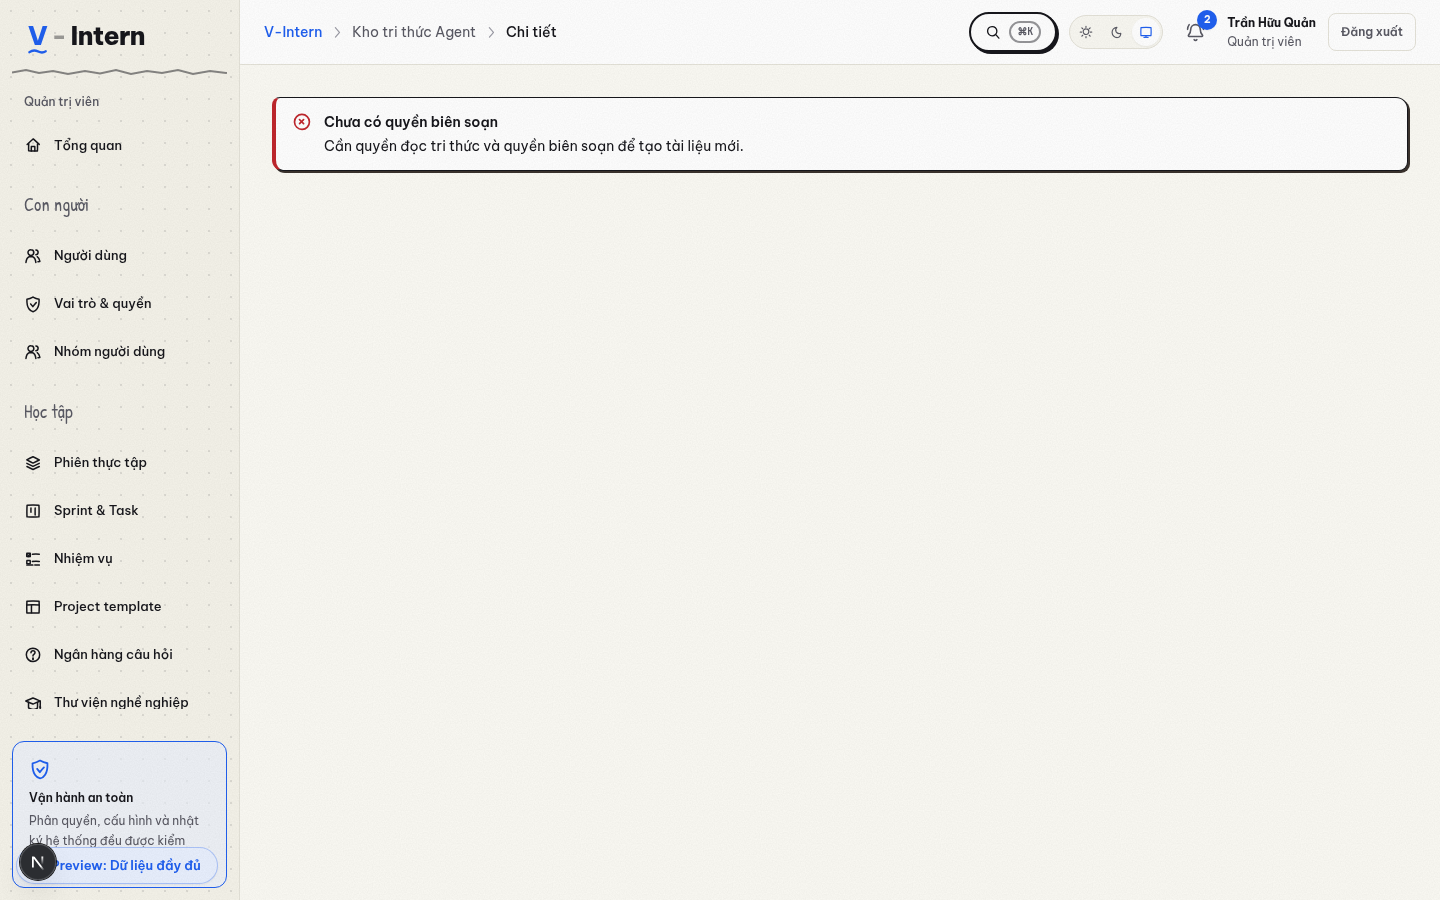 V - Intern
V-Intern > Kho tri thức Agent > Chi tiết
⌘K
2
Trần Hữu Quản
Quản trị viên
Đăng xuất
Quản trị viên
Tổng quan
Con người
Người dùng
Vai trò & quyền
Nhóm người dùng
Học tập
Phiên thực tập
Sprint & Task
Nhiệm vụ
Project template
Ngân hàng câu hỏi
Thư viện nghề nghiệp
Vận hành an toàn
Phân quyền, cấu hình và nhật
ký hệ thống đều được kiểm
N
Preview: Dữ liệu đầy đủ
Chưa có quyền biên soạn
Cần quyền đọc tri thức và quyền biên soạn để tạo tài liệu mới.